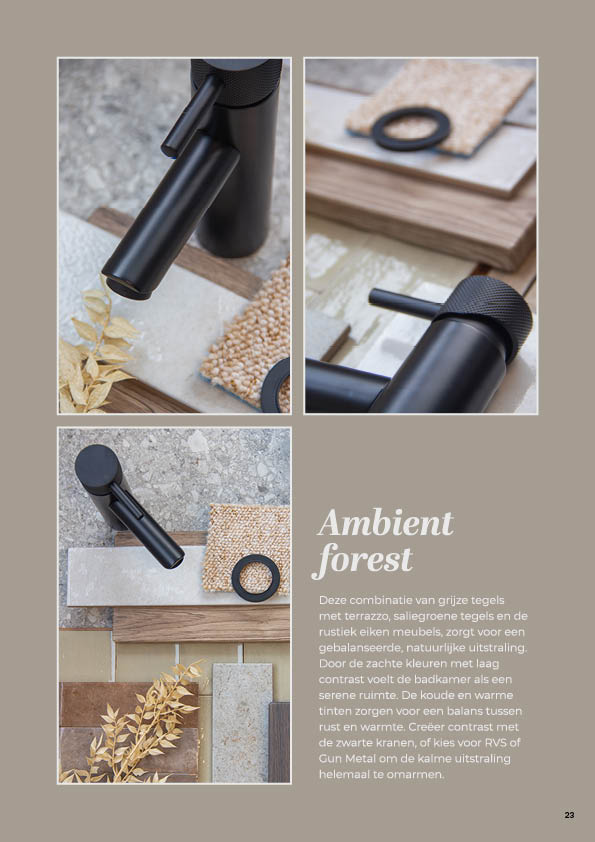 Ambient
forest
Deze combinatie van grijze tegels
met terrazzo, saliegroene tegels en de
rustiek eiken meubels, zorgt voor een
gebalanseerde, natuurlijke uitstraling.
Door de zachte kleuren met laag
contrast voelt de badkamer als een
serene ruimte. De koude en warme
tinten zorgen voor een balans tussen
rust en warmte. Creëer contrast met
de zwarte kranen, of kies voor RVS of
Gun Metal om de kalme uitstraling
helemaal te omarmen.
23